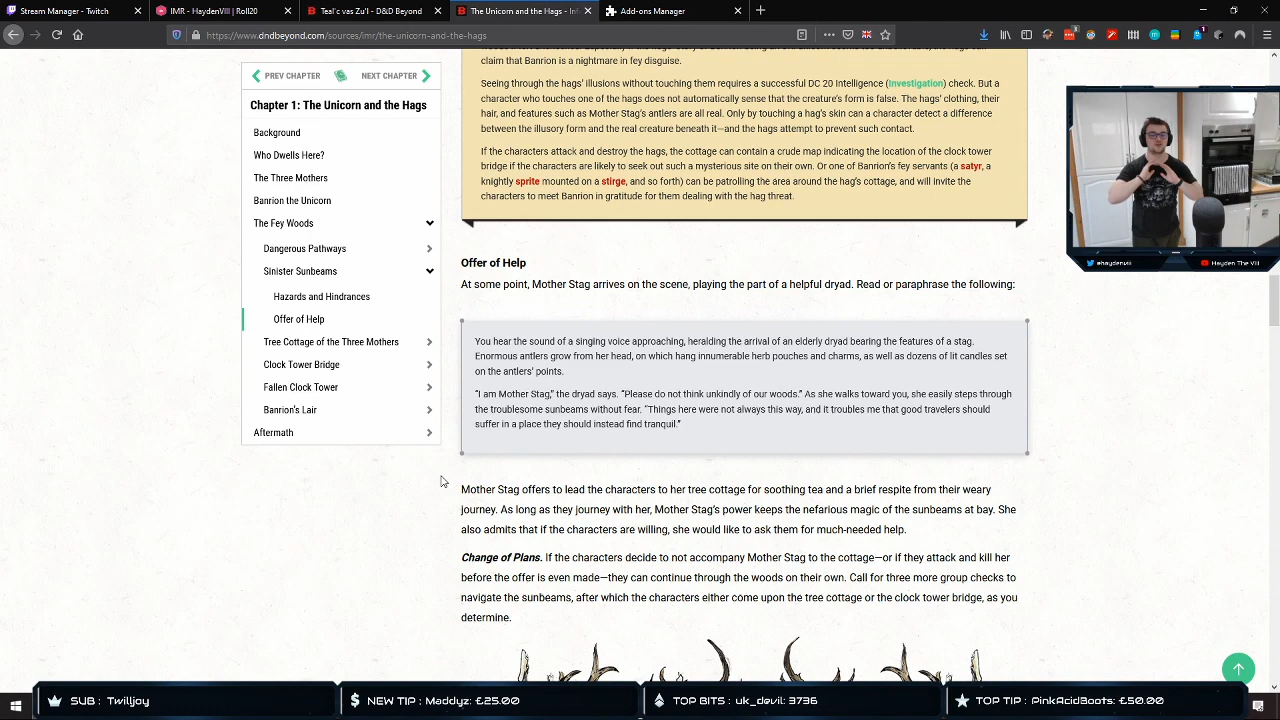 Stream Manager - Twitch
IMR - HaydenVIII | Roll20
Teal'c vas Zu'l - D&D Beyond
The Unicorn and the Hags - Inf
Add-ons Manager
https://www.dndbeyond.com/sources/imr/the-unicorn-and-the-hags
PREV CHAPTER
NEXT CHAPTER
Chapter 1: The Unicorn and the Hags
Background
Who Dwells Here?
The Three Mothers
Banrion the Unicorn
The Fey Woods
Dangerous Pathways
Sinister Sunbeams
Hazards and Hindrances
Offer of Help
Tree Cottage of the Three Mothers
Clock Tower Bridge
Fallen Clock Tower
Banrion's Lair
Aftermath
claim that Banrion is a nightmare in fey disguise.
Seeing through the hags' illusions without touching them requires a successful DC 20 Intelligence (Investigation) check. But a
character who touches one of the hags does not automatically sense that the creature's form is false. The hags' clothing, their
hair, and features such as Mother Stag's antlers are all real. Only by touching a hag's skin can a character detect a difference
between the illusory form and the real creature beneath it—and the hags attempt to prevent such contact.
If the characters attack and destroy the hags, the cottage can contain a crude map indicating the location of the clock tower
bridge if the characters are likely to seek out such a mysterious site on their own. Or one of Banrion's fey servants (a satyr, a
knightly sprite mounted on a stirge, and so forth) can be patrolling the area around the hag's cottage, and will invite the
characters to meet Banrion in gratitude for them dealing with the hag threat.
Offer of Help
At some point, Mother Stag arrives on the scene, playing the part of a helpful dryad. Read or paraphrase the following:
You hear the sound of a singing voice approaching, heralding the arrival of an elderly dryad bearing the features of a stag.
Enormous antlers grow from her head, on which hang innumerable herb pouches and charms, as well as dozens of lit candles set
on the antlers' points.
"I am Mother Stag," the dryad says. "Please do not think unkindly of our woods." As she walks toward you, she easily steps through
the troublesome sunbeams without fear. "Things here were not always this way, and it troubles me that good travelers should
suffer in a place they should instead find tranquil."
Mother Stag offers to lead the characters to her tree cottage for soothing tea and a brief respite from their weary
journey. As long as they journey with her, Mother Stag's power keeps the nefarious magic of the sunbeams at bay. She
also admits that if the characters are willing, she would like to ask them for much-needed help.
Change of Plans. If the characters decide to not accompany Mother Stag to the cottage—or if they attack and kill her
before the offer is even made—they can continue through the woods on their own. Call for three more group checks to
navigate the sunbeams, after which the characters either come upon the tree cottage or the clock tower bridge, as you
determine.
@haydenviii
Hayden The VIII
SUB : Twilljoy
NEW TIP : Maddyz: £25.00
TOP BITS : uk_devil: 3736
TOP TIP : PinkAcidBoots: £50.00